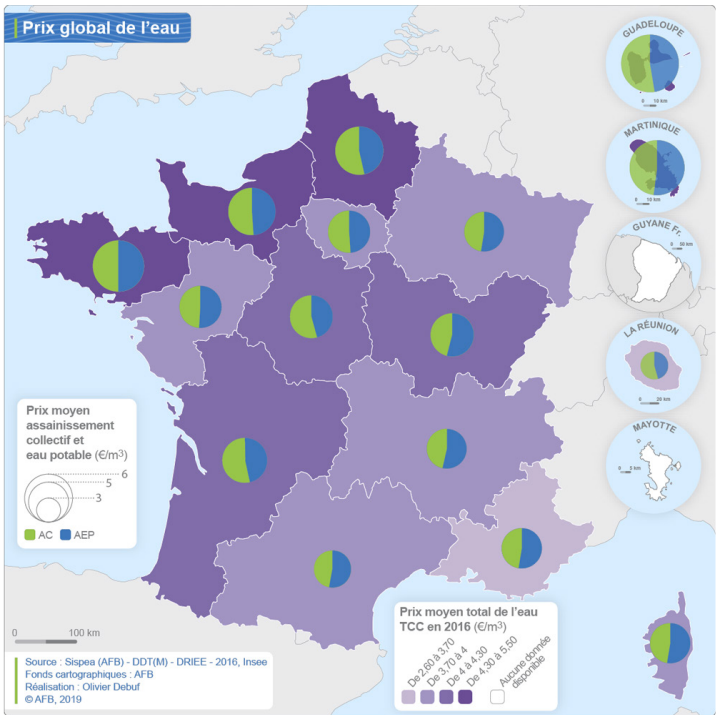 Prix global de l'eau
GUADELOUPE
0 10 km
MARTINIQUE
0 10 km
GUYANE Fr.
0 50 km
LA RÉUNION
0 20 km
MAYOTTE
0 5 km
Prix moyen
assainissement
collectif et
eau potable (€/m³)
6
5
3
AC AEP
0 100 km
Source : Sispea (AFB) - DDT(M) - DRIEE - 2016, Insee
Fonds cartographiques : AFB
Réalisation : Olivier Debuf
© AFB, 2019
Prix moyen total de l'eau
TCC en 2016 (€/m³)
De 2,60 à 3,70
De 3,70 à 4
De 4 à 4,30
De 4,30 à 5,50
Aucune donnée
disponible